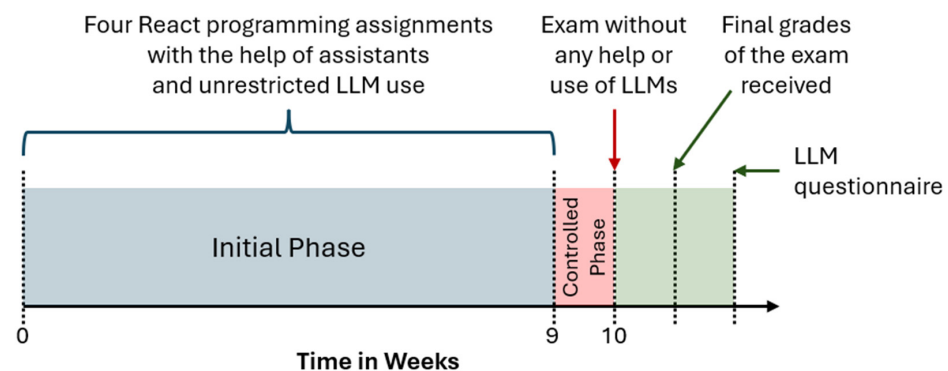 Four React programming assignments
with the help of assistants
and unrestricted LLM use
Exam without
any help or
use of LLMs
Final grades
of the exam
received
LLM
questionnaire
Initial Phase
Controlled
Phase
0
9
10
Time in Weeks